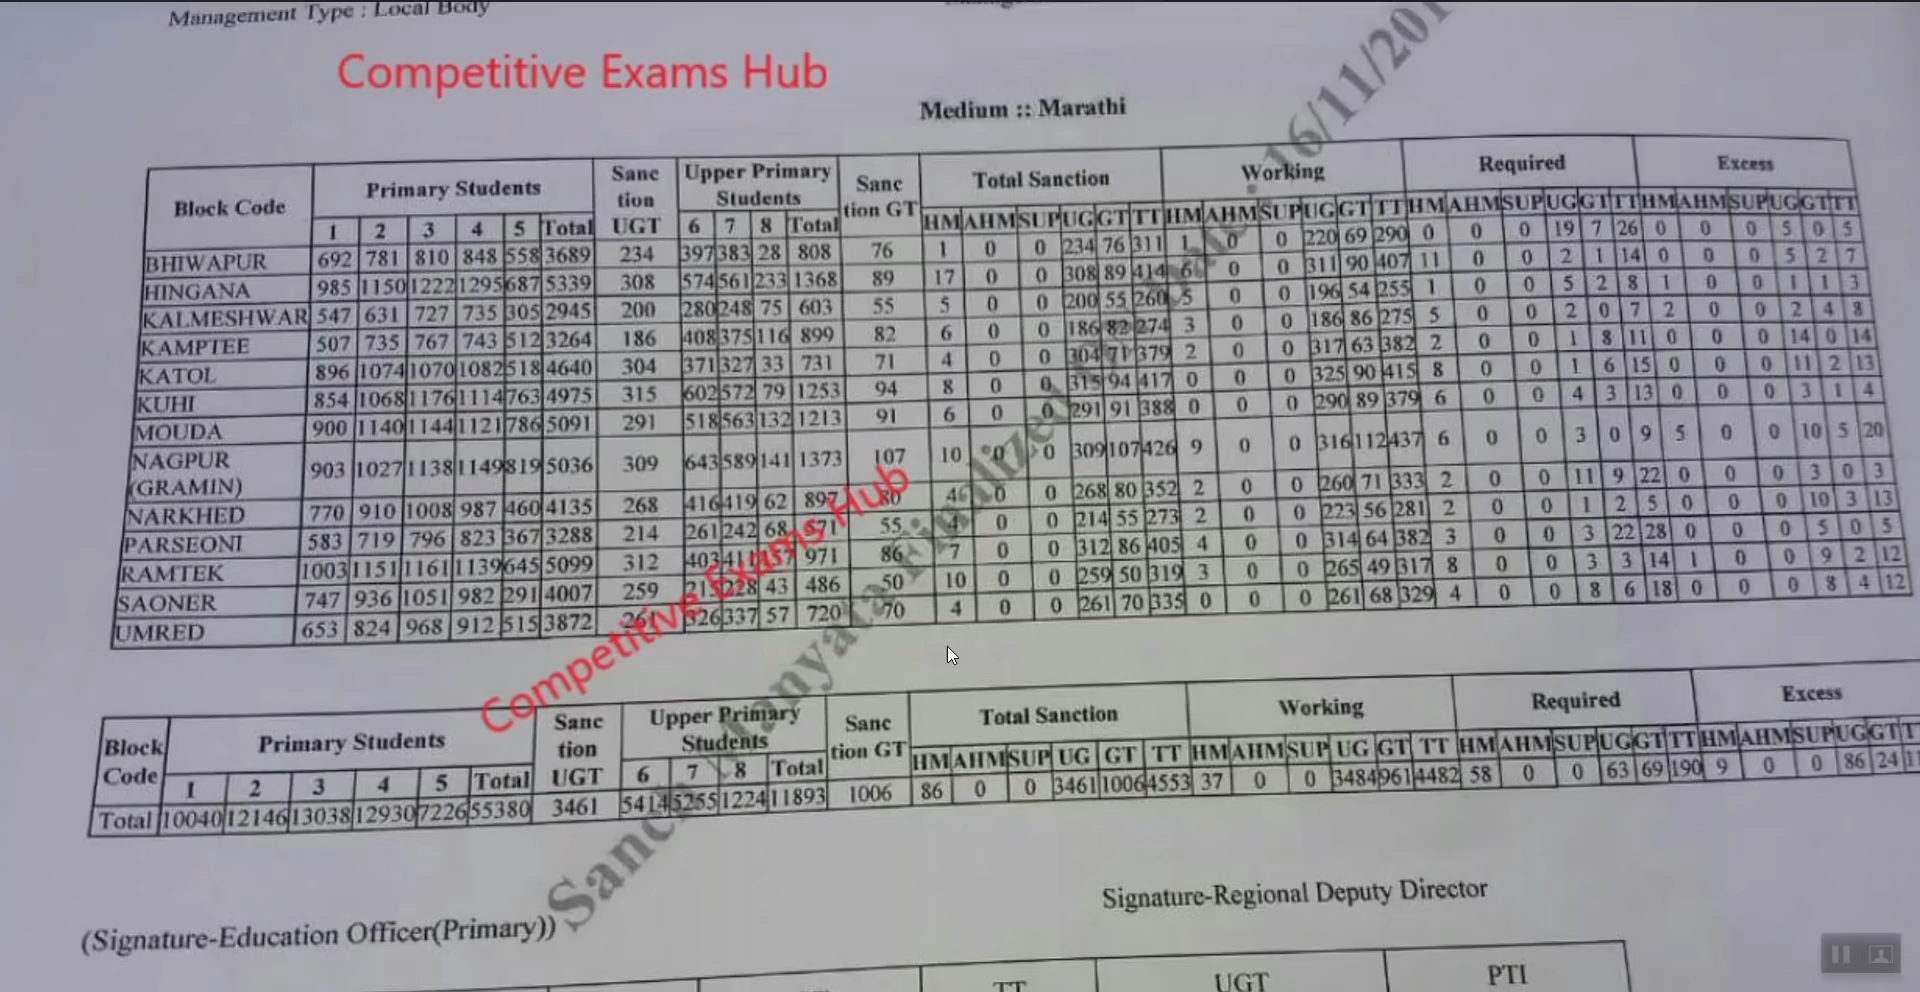 Management Type : Local Body
Competitive Exams Hub
Medium :: Marathi
Block Code Primary Students Sanc tion UGT Upper Primary Students Sanc tion GT Total Sanction Working Required Excess
1 2 3 4 5 Total 6 7 8 Total HM AHM SUP UG GT TT HM AHM SUP UG GT TT HM AHM SUP UG GT TT HM AHM SUP UG GT TT
BHIWAPUR 692 781 810 848 558 3689 234 397 383 28 808 76 1 0 0 234 76 311 1 0 0 220 69 290 0 0 0 19 7 26 0 0 0 5 0 5
HINGANA 985 1150 1222 1295 687 5339 308 574 561 233 1368 89 17 0 0 308 89 414 6 0 0 311 90 407 11 0 0 2 1 14 0 0 0 5 2 7
KALMESHWAR 547 631 727 735 305 2945 200 280 248 75 603 55 5 0 0 200 55 260 5 0 0 196 54 255 1 0 0 5 2 8 1 0 0 1 1 3
KAMPTEE 507 735 767 743 512 3264 186 408 375 116 899 82 6 0 0 186 82 274 3 0 0 186 86 275 5 0 0 2 0 7 2 0 0 2 4 8
KATOL 896 1074 1070 1082 518 4640 304 371 327 33 731 71 4 0 0 304 71 379 2 0 0 317 63 382 2 0 0 1 8 11 0 0 0 14 0 14
KUHI 854 1068 1176 1114 763 4975 315 602 572 79 1253 94 8 0 0 315 94 417 0 0 0 325 90 415 8 0 0 1 6 15 0 0 0 11 2 13
MOUDA 900 1140 1144 1121 786 5091 291 518 563 132 1213 91 6 0 0 291 91 388 0 0 0 290 89 379 6 0 0 4 3 13 0 0 0 3 1 4
NAGPUR (GRAMIN) 903 1027 1138 1149 819 5036 309 643 589 141 1373 107 10 0 0 309 107 426 9 0 0 316 112 437 6 0 0 3 0 9 5 0 0 10 5 20
NARKHED 770 910 1008 987 460 4135 268 416 419 62 897 80 4 0 0 268 80 352 2 0 0 260 71 333 2 0 0 11 9 22 0 0 0 3 0 3
PARSEONI 583 719 796 823 367 3288 214 261 242 68 571 55 4 0 0 214 55 273 2 0 0 223 56 281 2 0 0 1 2 5 0 0 0 10 3 13
RAMTEK 1003 1151 1161 1139 645 5099 312 403 971 86 7 0 0 312 86 405 4 0 0 314 64 382 3 0 0 3 22 28 0 0 0 5 0 5
SAONER 747 936 1051 982 291 4007 259 228 43 486 50 10 0 0 259 50 319 3 0 0 265 49 317 8 0 0 3 3 14 1 0 0 9 2 12
UMRED 653 824 968 912 515 3872 261 326 337 57 720 70 4 0 0 261 70 335 0 0 0 261 68 329 4 0 0 8 6 18 0 0 0 8 4 12
Competitive Exams Hub
Block Code Primary Students Sanc tion UGT Upper Primary Students Sanc tion GT Total Sanction Working Required Excess
1 2 3 4 5 Total 6 7 8 Total HM AHM SUP UG GT TT HM AHM SUP UG GT TT HM AHM SUP UG GT TT HM AHM SUP UG GT
Total 10040 12146 13038 12930 7226 55380 3461 5414 5255 1224 11893 1006 86 0 0 3461 1006 4553 37 0 0 3484 961 4482 58 0 0 63 69 190 9 0 0 86 24
Signature-Regional Deputy Director
(Signature-Education Officer(Primary))
TT UGT PTI